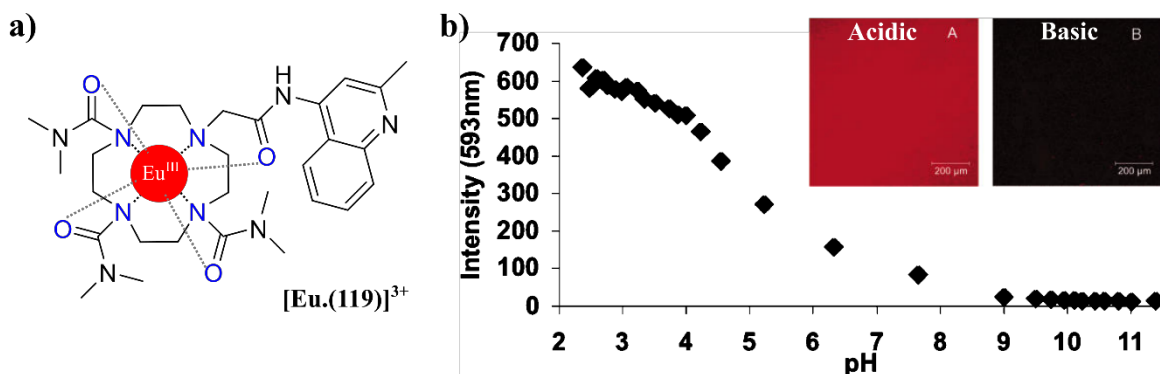 a)
O
H
N
N
N
N
O
N
Eu^III
O
N
N
O
N
O
N
[Eu.(119)]³⁺
b)
Intensity (593nm)
700
600
500
400
300
200
100
0
2 3 4 5 6 7 8 9 10 11
pH
Acidic A
200 µm
Basic B
200 µm